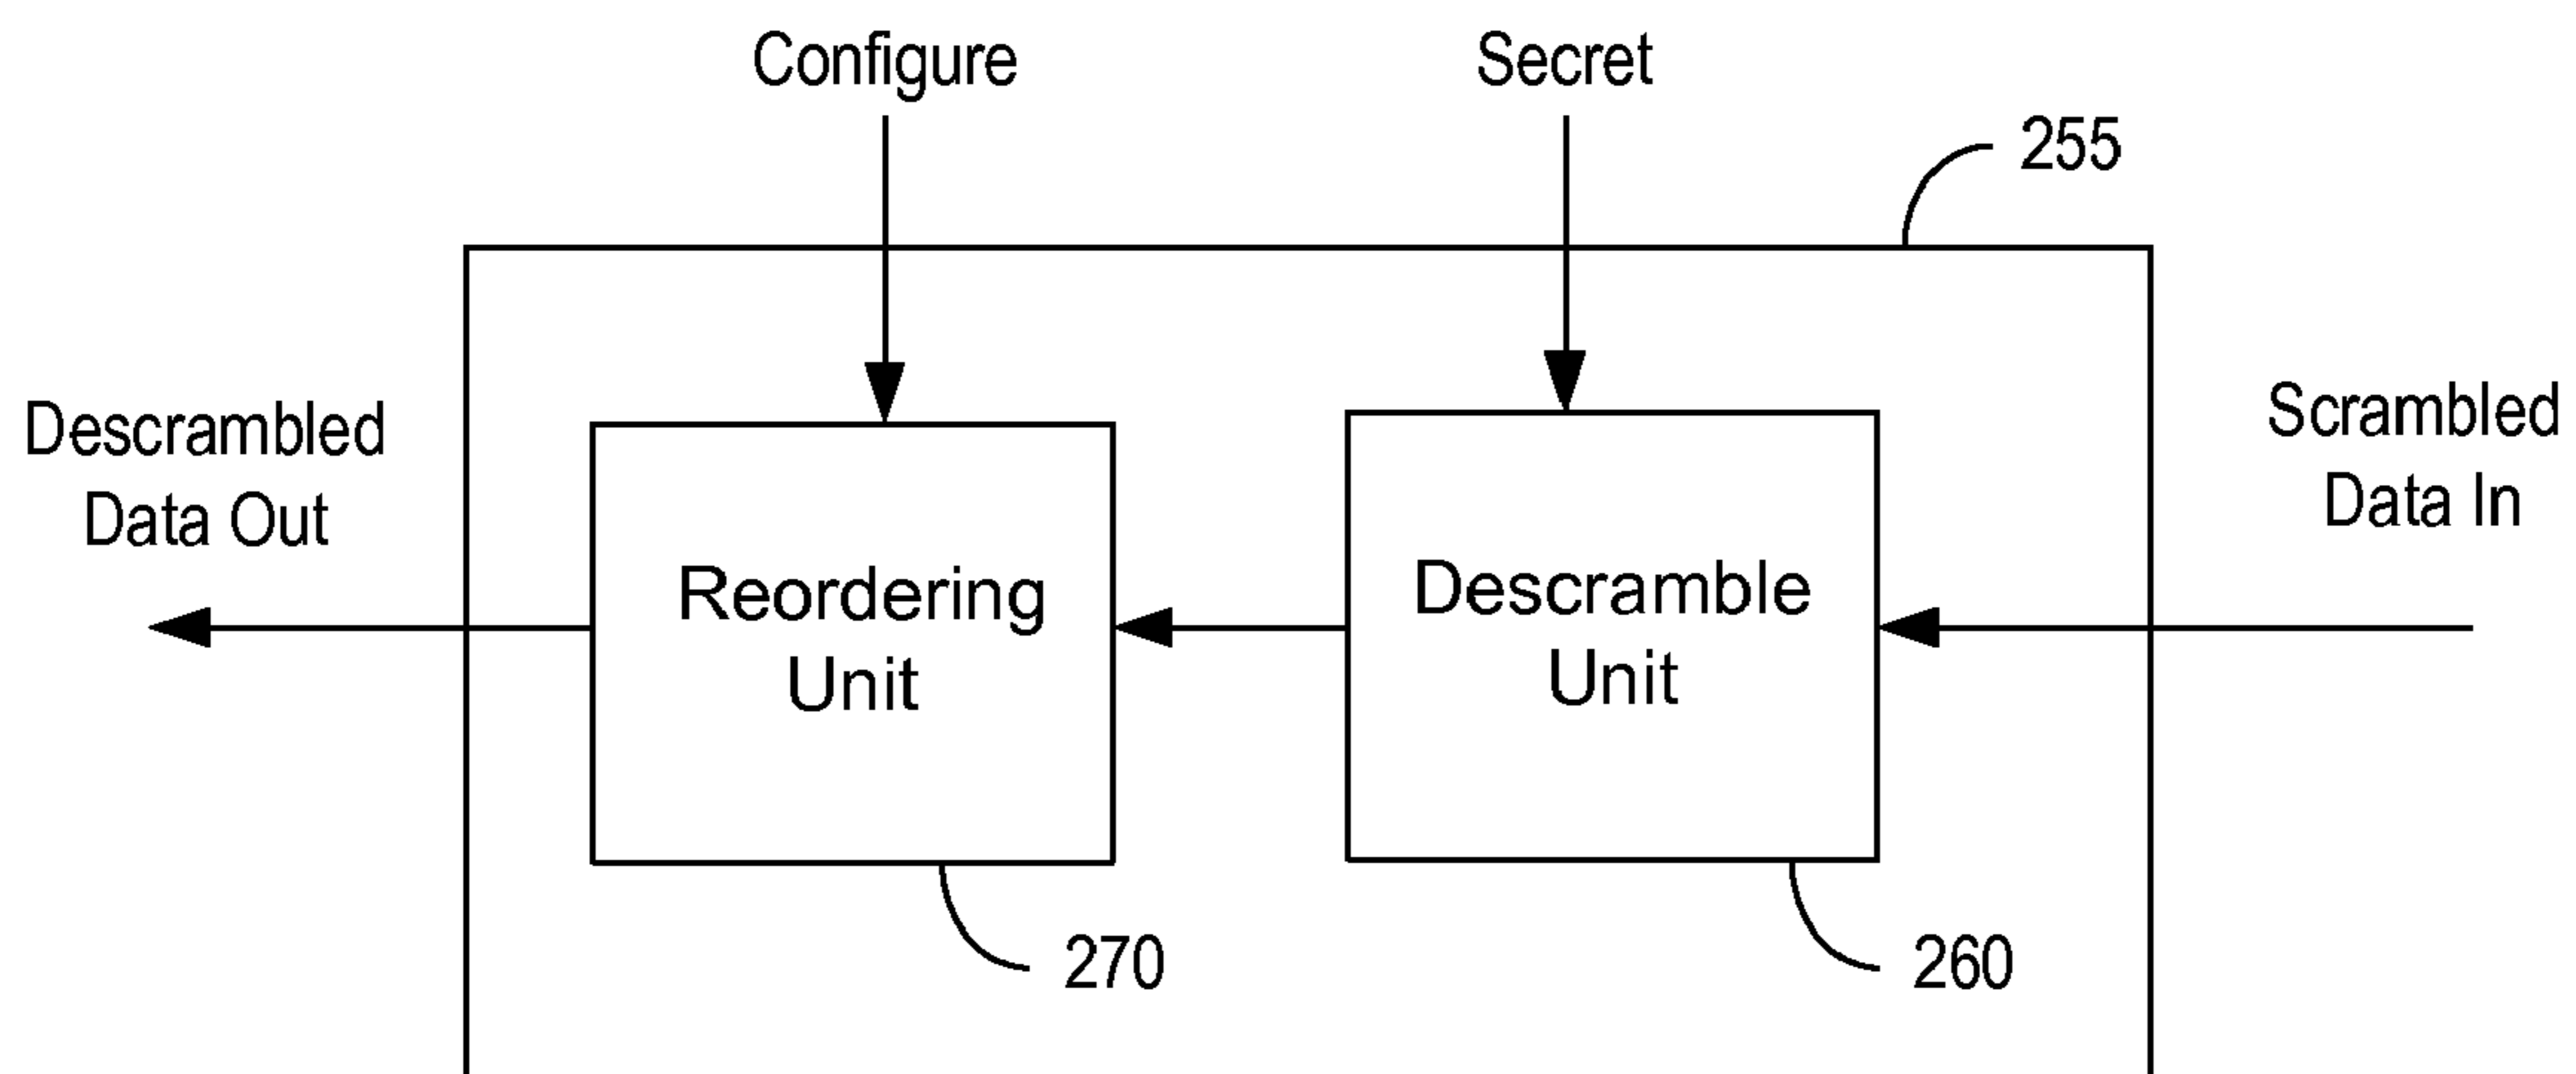 Configure
Secret
255
Descrambled
Data Out
Scrambled
Data In
Reordering
Unit
Descramble
Unit
270
260